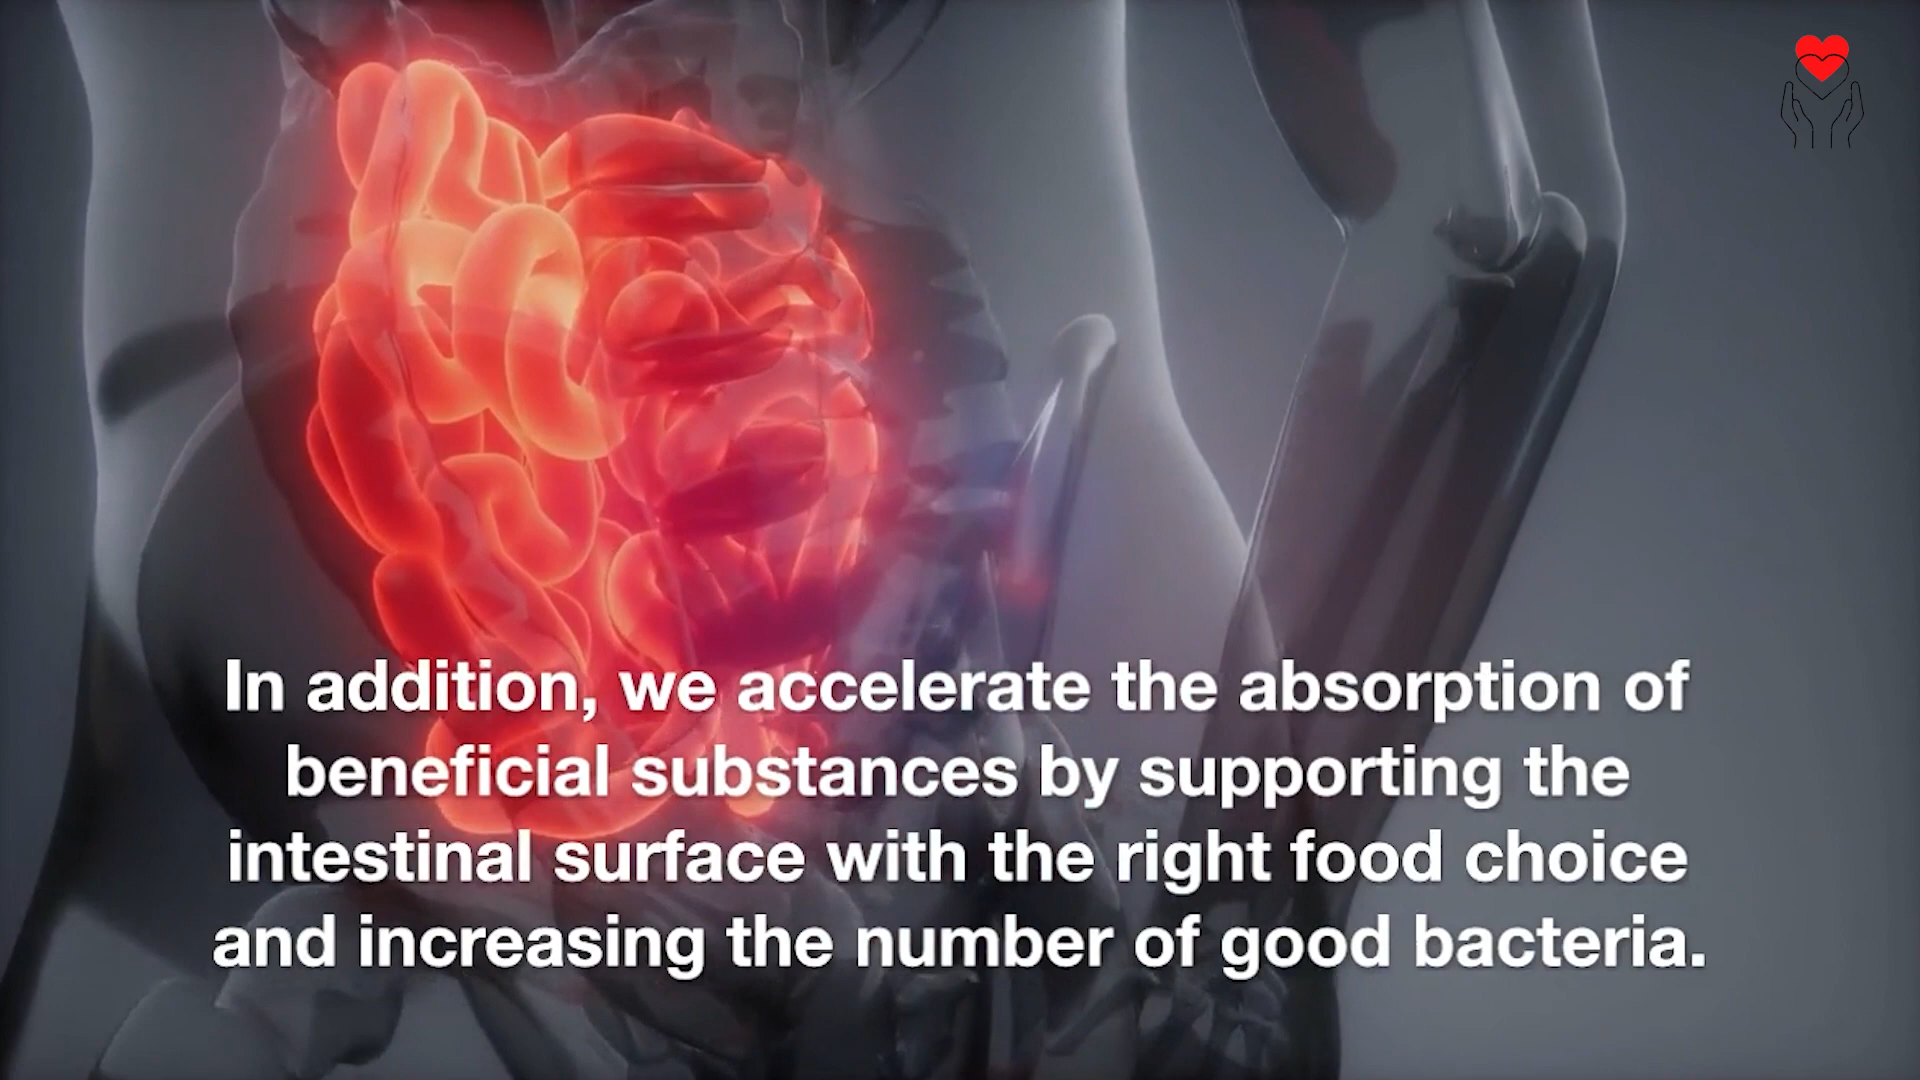 In addition, we accelerate the absorption of
beneficial substances by supporting the
intestinal surface with the right food choice
and increasing the number of good bacteria.